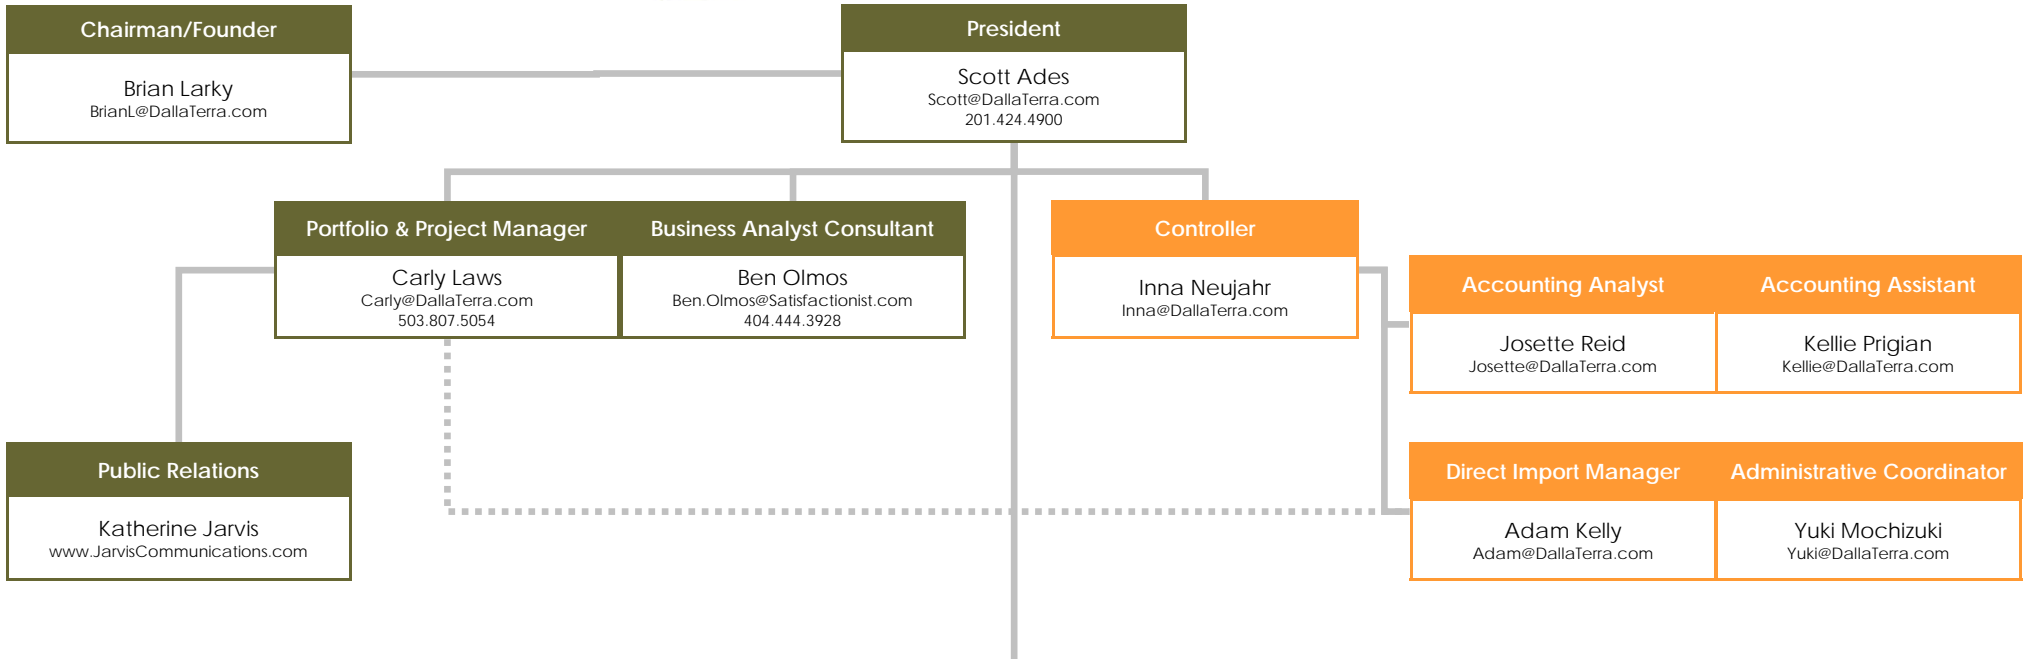 Chairman/Founder
Brian Larky
BrianL@DallaTerra.com
President
Scott Ades
Scott@DallaTerra.com
201.424.4900
Portfolio & Project Manager
Carly Laws
Carly@DallaTerra.com
503.807.5054
Business Analyst Consultant
Ben Olmos
Ben.Olmos@Satisfactionist.com
404.444.3928
Controller
Inna Neujahr
Inna@DallaTerra.com
Accounting Analyst
Josette Reid
Josette@DallaTerra.com
Accounting Assistant
Kellie Prigian
Kellie@DallaTerra.com
Public Relations
Katherine Jarvis
www.JarvisCommunications.com
Direct Import Manager
Adam Kelly
Adam@DallaTerra.com
Administrative Coordinator
Yuki Mochizuki
Yuki@DallaTerra.com